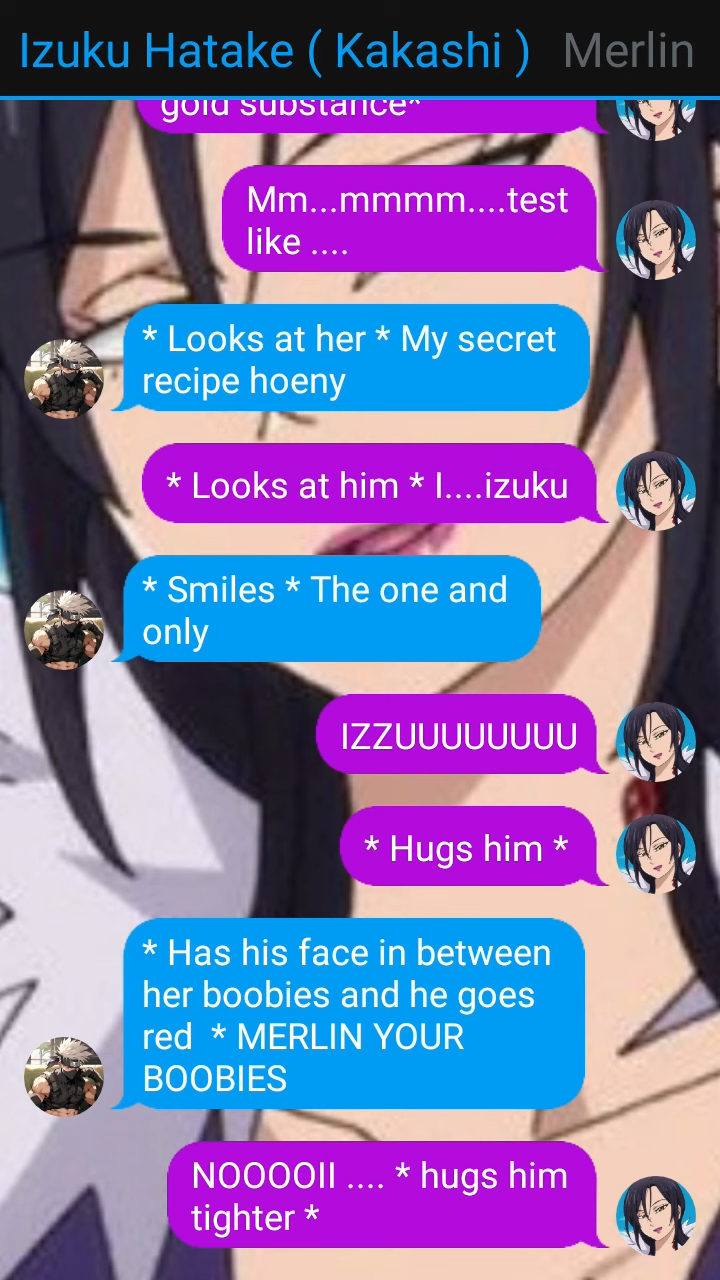 Izuku Hatake ( Kakashi ) Merlin
gold substance*
Mm...mmmm....test
like ....
* Looks at her * My secret
recipe hoeny
* Looks at him * I....izuku
* Smiles * The one and
only
IZZUUUUUUUU
* Hugs him *
* Has his face in between
her boobies and he goes
red  * MERLIN YOUR
BOOBIES
NOOOOII .... * hugs him
tighter *